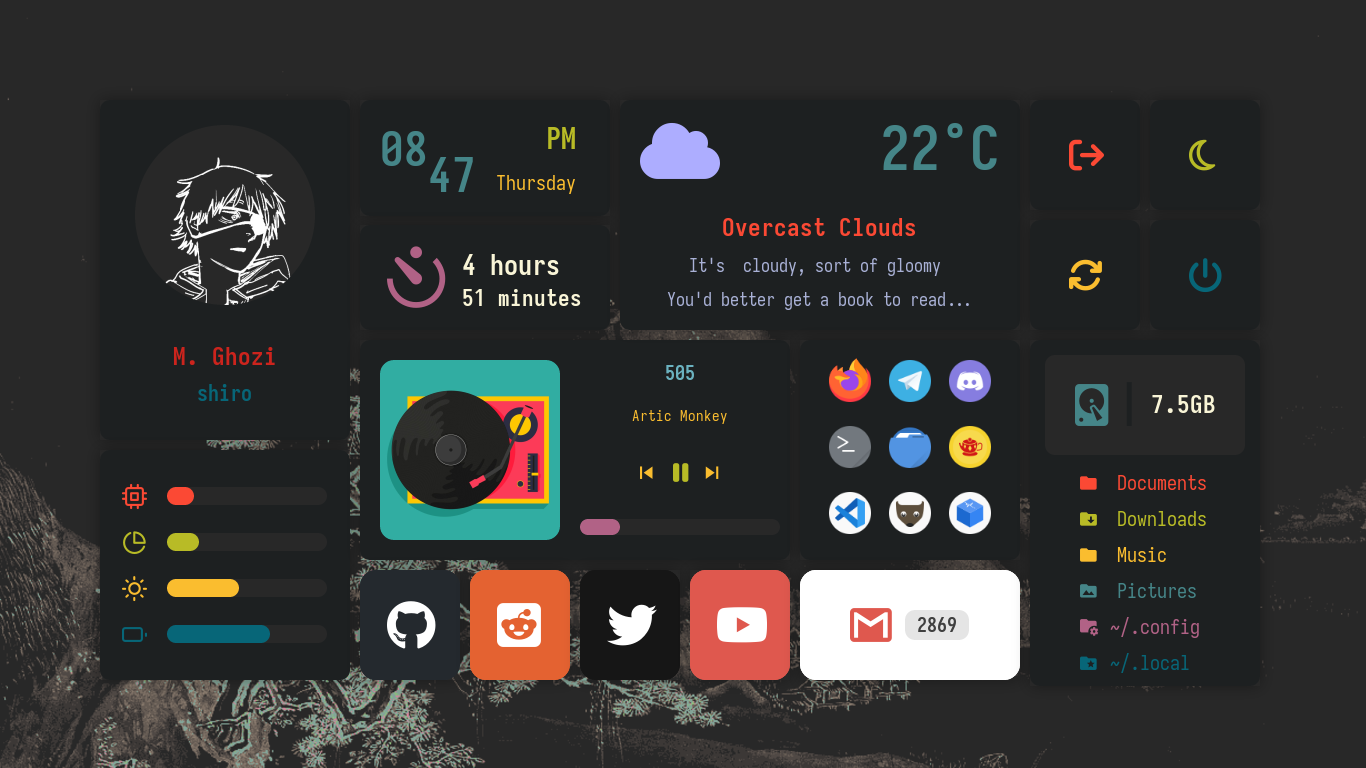 M. Ghozi
shiro
08
47
PM
Thursday
4 hours
51 minutes
22°C
Overcast Clouds
It's  cloudy, sort of gloomy
You'd better get a book to read...
505
Artic Monkey
>_
7.5GB
Documents
Downloads
Music
Pictures
~/.config
~/.local
2869